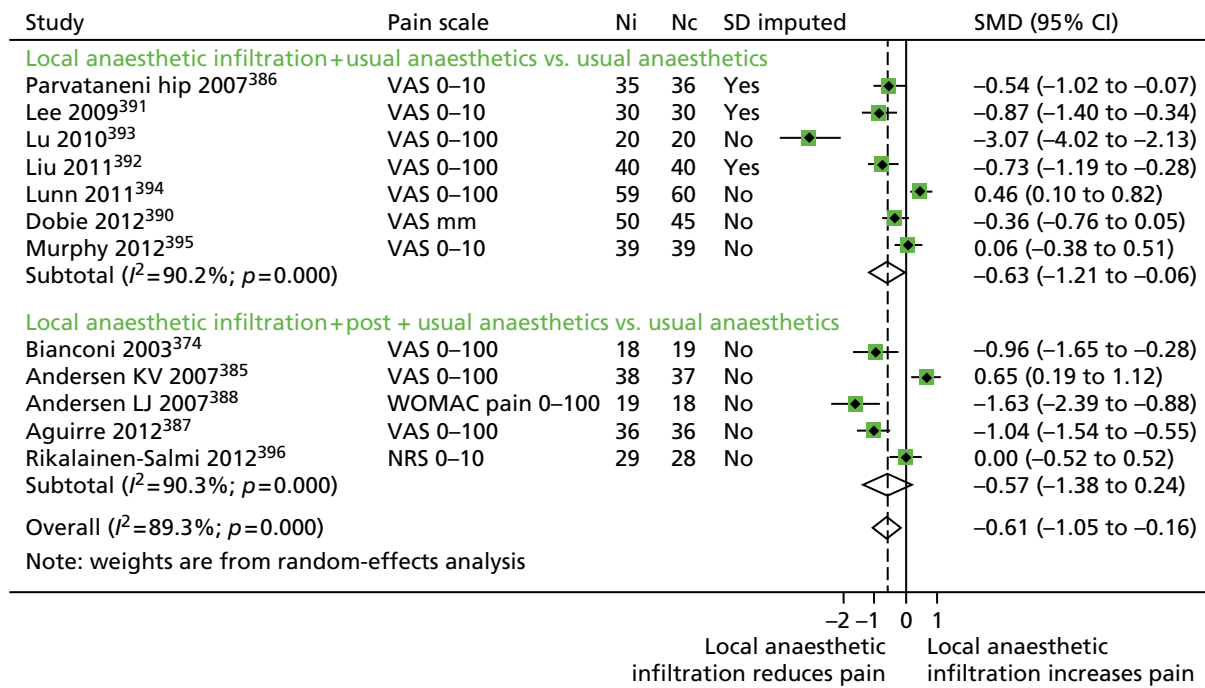 Study Pain scale Ni Nc SD imputed SMD (95% CI)
Local anaesthetic infiltration+usual anaesthetics vs. usual anaesthetics
Parvataneni hip 2007386 VAS 0–10 35 36 Yes –0.54 (–1.02 to –0.07)
Lee 2009391 VAS 0–10 30 30 Yes –0.87 (–1.40 to –0.34)
Lu 2010393 VAS 0–100 20 20 No –3.07 (–4.02 to –2.13)
Liu 2011392 VAS 0–100 40 40 Yes –0.73 (–1.19 to –0.28)
Lunn 2011394 VAS 0–100 59 60 No 0.46 (0.10 to 0.82)
Dobie 2012390 VAS mm 50 45 No –0.36 (–0.76 to 0.05)
Murphy 2012395 VAS 0–10 39 39 No 0.06 (–0.38 to 0.51)
Subtotal (I2=90.2%; p=0.000) –0.63 (–1.21 to –0.06)
Local anaesthetic infiltration+post + usual anaesthetics vs. usual anaesthetics
Bianconi 2003374 VAS 0–100 18 19 No –0.96 (–1.65 to –0.28)
Andersen KV 2007385 VAS 0–100 38 37 No 0.65 (0.19 to 1.12)
Andersen LJ 2007388 WOMAC pain 0–100 19 18 No –1.63 (–2.39 to –0.88)
Aguirre 2012387 VAS 0–100 36 36 No –1.04 (–1.54 to –0.55)
Rikalainen-Salmi 2012396 NRS 0–10 29 28 No 0.00 (–0.52 to 0.52)
Subtotal (I2=90.3%; p=0.000) –0.57 (–1.38 to 0.24)
Overall (I2=89.3%; p=0.000) –0.61 (–1.05 to –0.16)
Note: weights are from random-effects analysis
–2 –1 0 1
Local anaesthetic Local anaesthetic
infiltration reduces pain infiltration increases pain